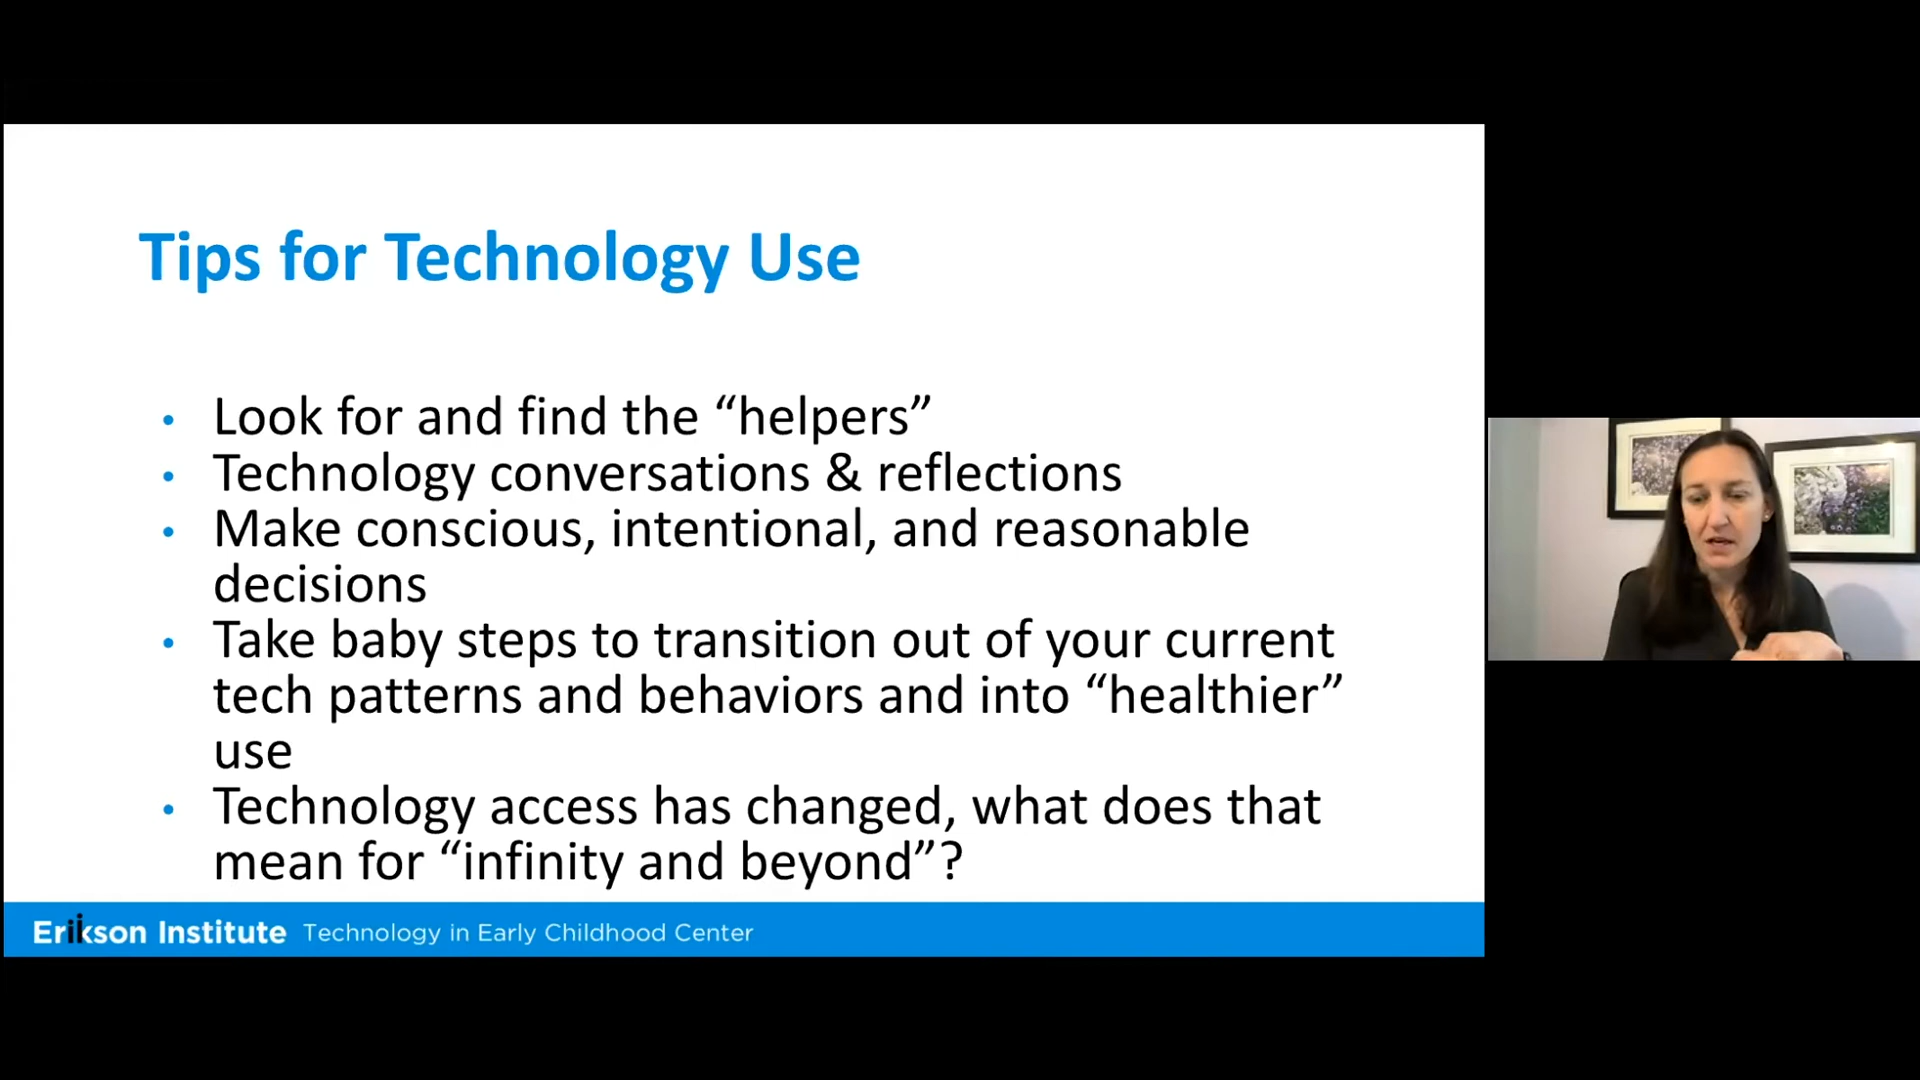 Tips for Technology Use
• Look for and find the “helpers”
• Technology conversations & reflections
• Make conscious, intentional, and reasonable
decisions
• Take baby steps to transition out of your current
tech patterns and behaviors and into “healthier”
use
• Technology access has changed, what does that
mean for “infinity and beyond”?
Erikson Institute Technology in Early Childhood Center